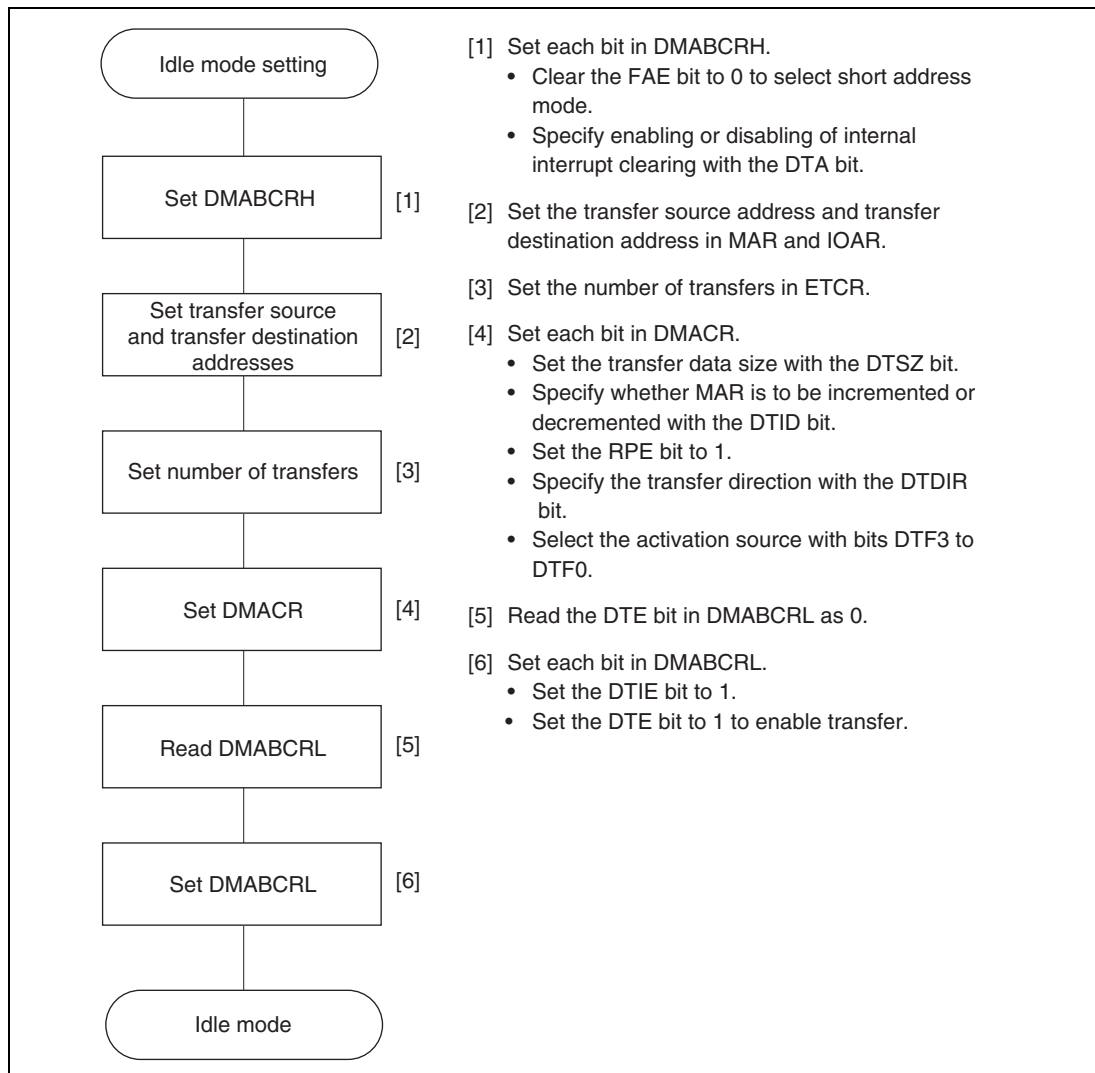 Idle mode setting
Set DMABCRH
[1]
Set transfer source
and transfer destination
addresses
[2]
Set number of transfers
[3]
Set DMACR
[4]
Read DMABCRL
[5]
Set DMABCRL
[6]
Idle mode
[1] Set each bit in DMABCRH.
• Clear the FAE bit to 0 to select short address
mode.
• Specify enabling or disabling of internal
interrupt clearing with the DTA bit.
[2] Set the transfer source address and transfer
destination address in MAR and IOAR.
[3] Set the number of transfers in ETCR.
[4] Set each bit in DMACR.
• Set the transfer data size with the DTSZ bit.
• Specify whether MAR is to be incremented or
decremented with the DTID bit.
• Set the RPE bit to 1.
• Specify the transfer direction with the DTDIR
bit.
• Select the activation source with bits DTF3 to
DTF0.
[5] Read the DTE bit in DMABCRL as 0.
[6] Set each bit in DMABCRL.
• Set the DTIE bit to 1.
• Set the DTE bit to 1 to enable transfer.